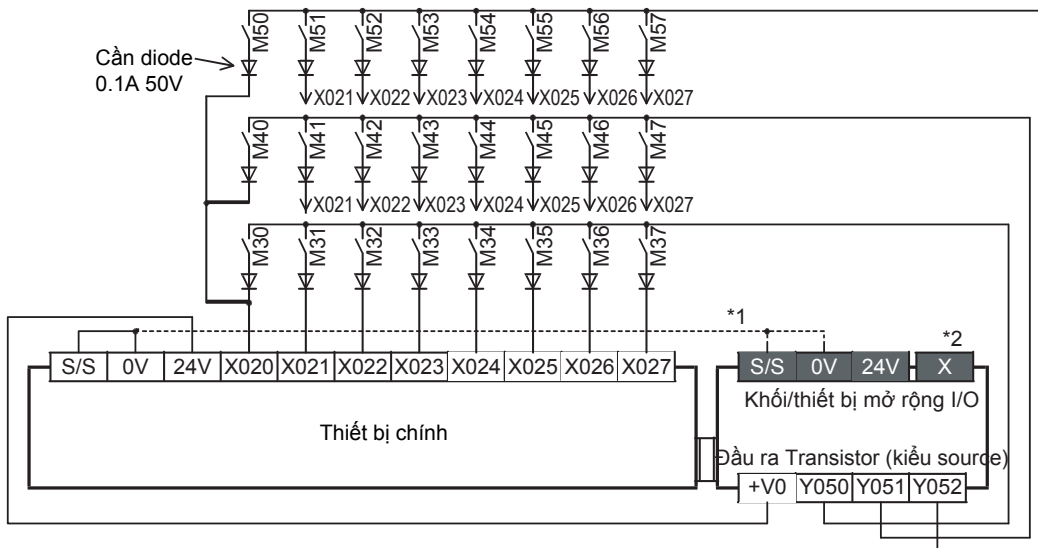 M50 M51 M52 M53 M54 M55 M56 M57
Cần diode
0.1A 50V
X021 X022 X023 X024 X025 X026 X027
M40 M41 M42 M43 M44 M45 M46 M47
X021 X022 X023 X024 X025 X026 X027
M30 M31 M32 M33 M34 M35 M36 M37
*1
*2
S/S 0V 24V X020 X021 X022 X023 X024 X025 X026 X027
S/S 0V 24V X
Khối/thiết bị mở rộng I/O
Thiết bị chính
Đầu ra Transistor (kiểu source)
+V0 Y050 Y051 Y052